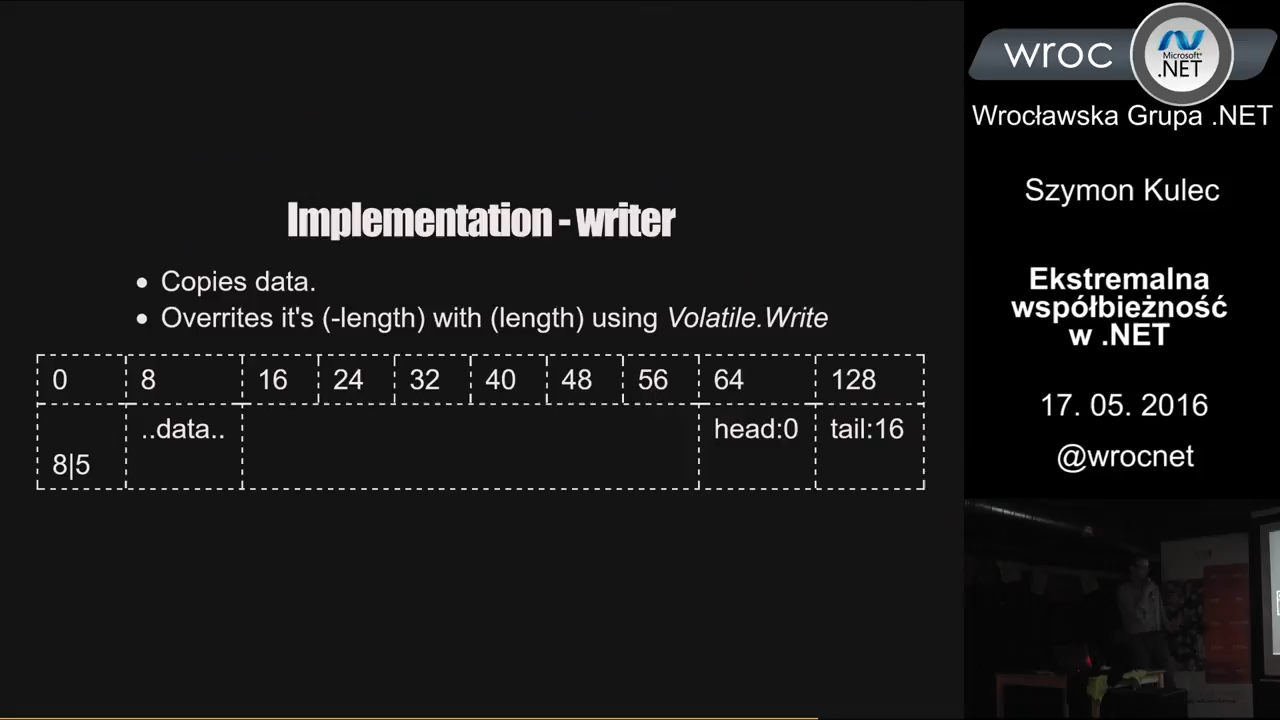 Implementation - writer
Copies data.
Overrites it's (-length) with (length) using Volatile.Write
0 8 16 24 32 40 48 56 64 128
..data.. head:0 tail:16
8|5
wroc
Microsoft®
.NET
Wrocławska Grupa .NET
Szymon Kulec
Ekstremalna
współbieżność
w .NET
17. 05. 2016
@wrocnet